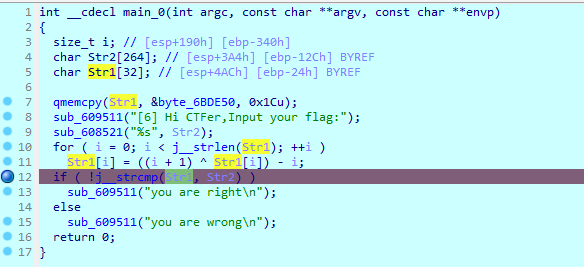 1 int __cdecl main_0(int argc, const char **argv, const char **envp)
2 {
3 size_t i; // [esp+190h] [ebp-340h]
4 char Str2[264]; // [esp+3A4h] [ebp-12Ch] BYREF
5 char Str1[32]; // [esp+4ACh] [ebp-24h] BYREF
6
7 qmemcpy(Str1, &byte_6BDE50, 0x1Cu);
8 sub_609511("[6] Hi CTFer,Input your flag:");
9 sub_608521("%s", Str2);
10 for ( i = 0; i < j__strlen(Str1); ++i )
11 Str1[i] = ((i + 1) ^ Str1[i]) - i;
12 if ( !j__strcmp(Str1, Str2) )
13 sub_609511("you are right\n");
14 else
15 sub_609511("you are wrong\n");
16 return 0;
17 }